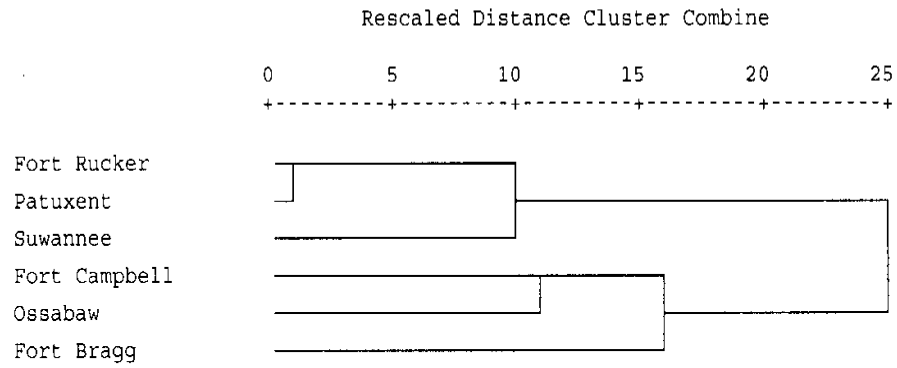 Rescaled Distance Cluster Combine
0 5 10 15 20 25
+---------+---------+---------+---------+---------+
Fort Rucker
Patuxent
Suwannee
Fort Campbell
Ossabaw
Fort Bragg